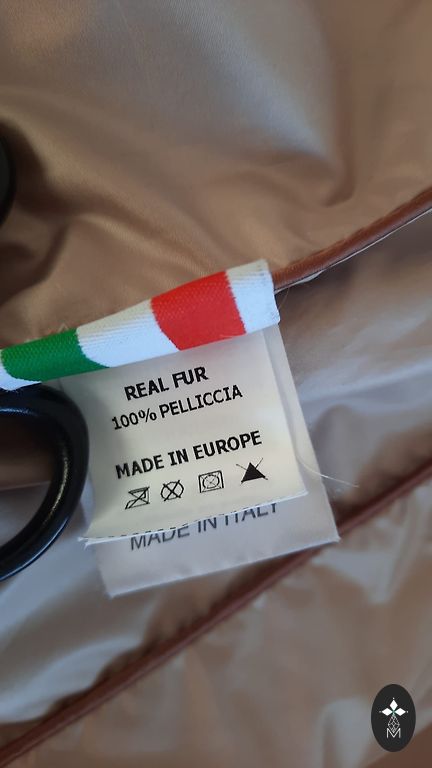 REAL FUR
100% PELLICCIA
MADE IN EUROPE
MADE IN ITALY
M